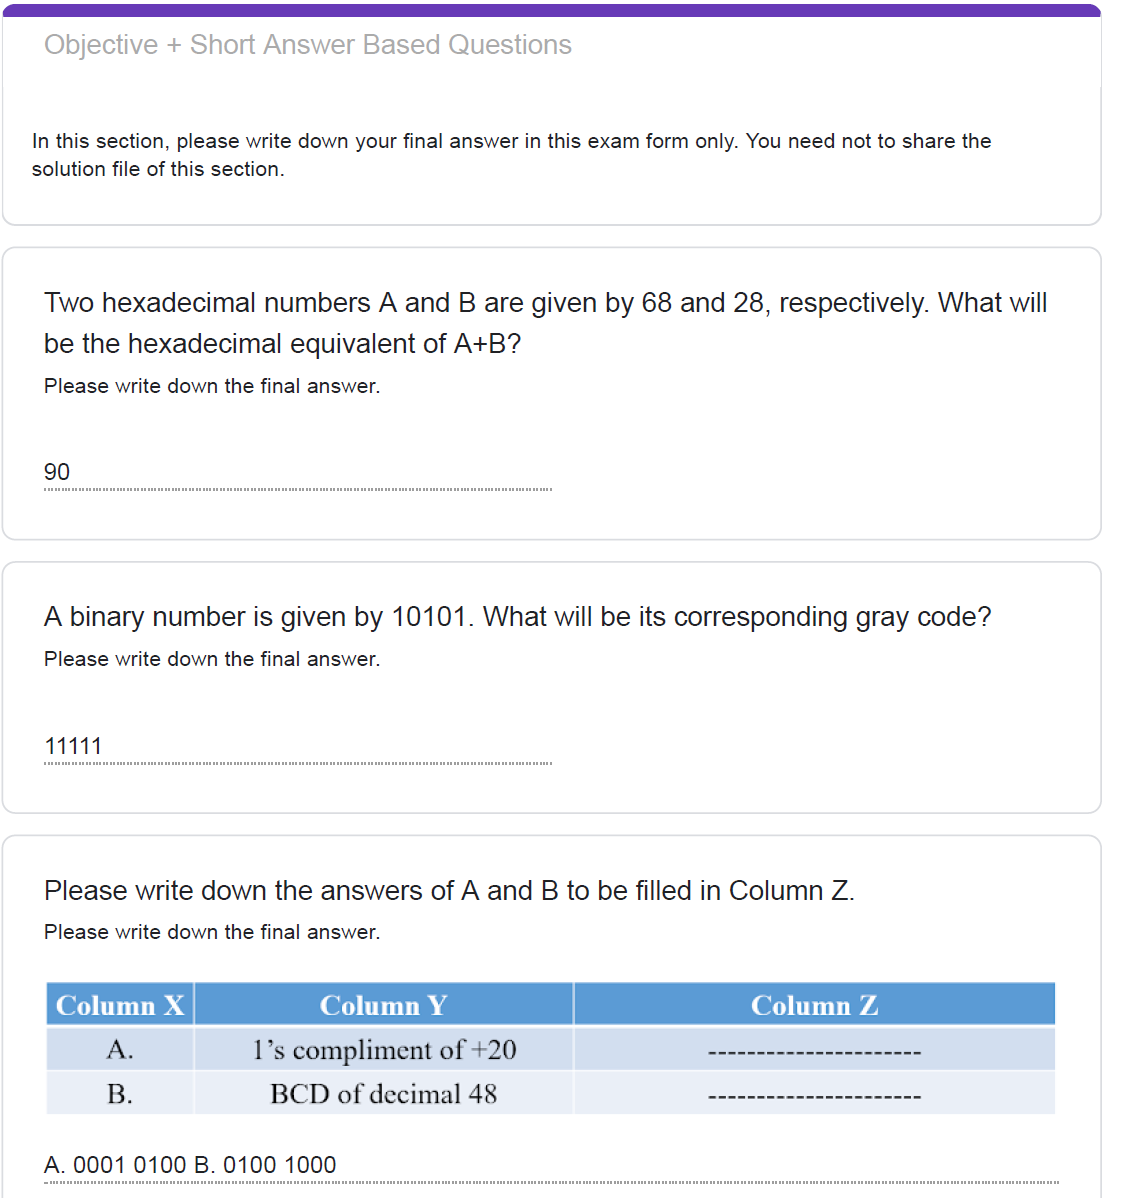 Objective + Short Answer Based Questions
In this section, please write down your final answer in this exam form only. You need not to share the
solution file of this section.
Two hexadecimal numbers A and B are given by 68 and 28, respectively. What will
be the hexadecimal equivalent of A+B?
Please write down the final answer.
90
A binary number is given by 10101. What will be its corresponding gray code?
Please write down the final answer.
11111
Please write down the answers of A and B to be filled in Column Z.
Please write down the final answer.
Column X Column Y Column Z
A. 1's compliment of +20 ----------------------
B. BCD of decimal 48 ----------------------
A. 0001 0100 B. 0100 1000